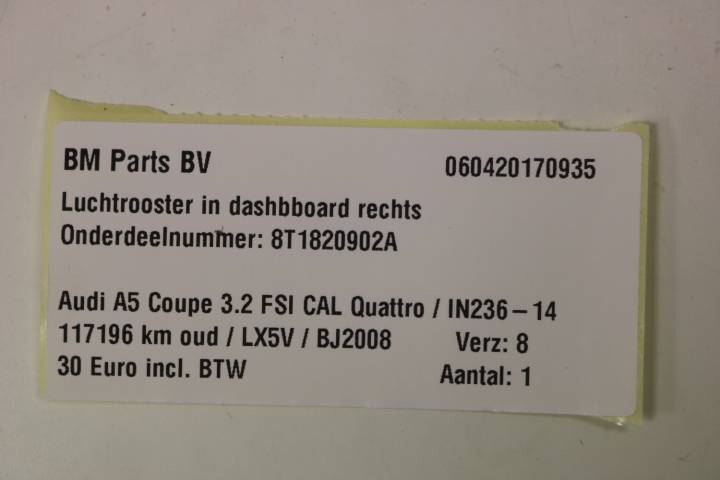 BM Parts BV 060420170935
Luchtrooster in dashbboard rechts
Onderdeelnummer: 8T1820902A
Audi A5 Coupe 3.2 FSI CAL Quattro / IN236-14
117196 km oud / LX5V / BJ2008 Verz: 8
30 Euro incl. BTW Aantal: 1